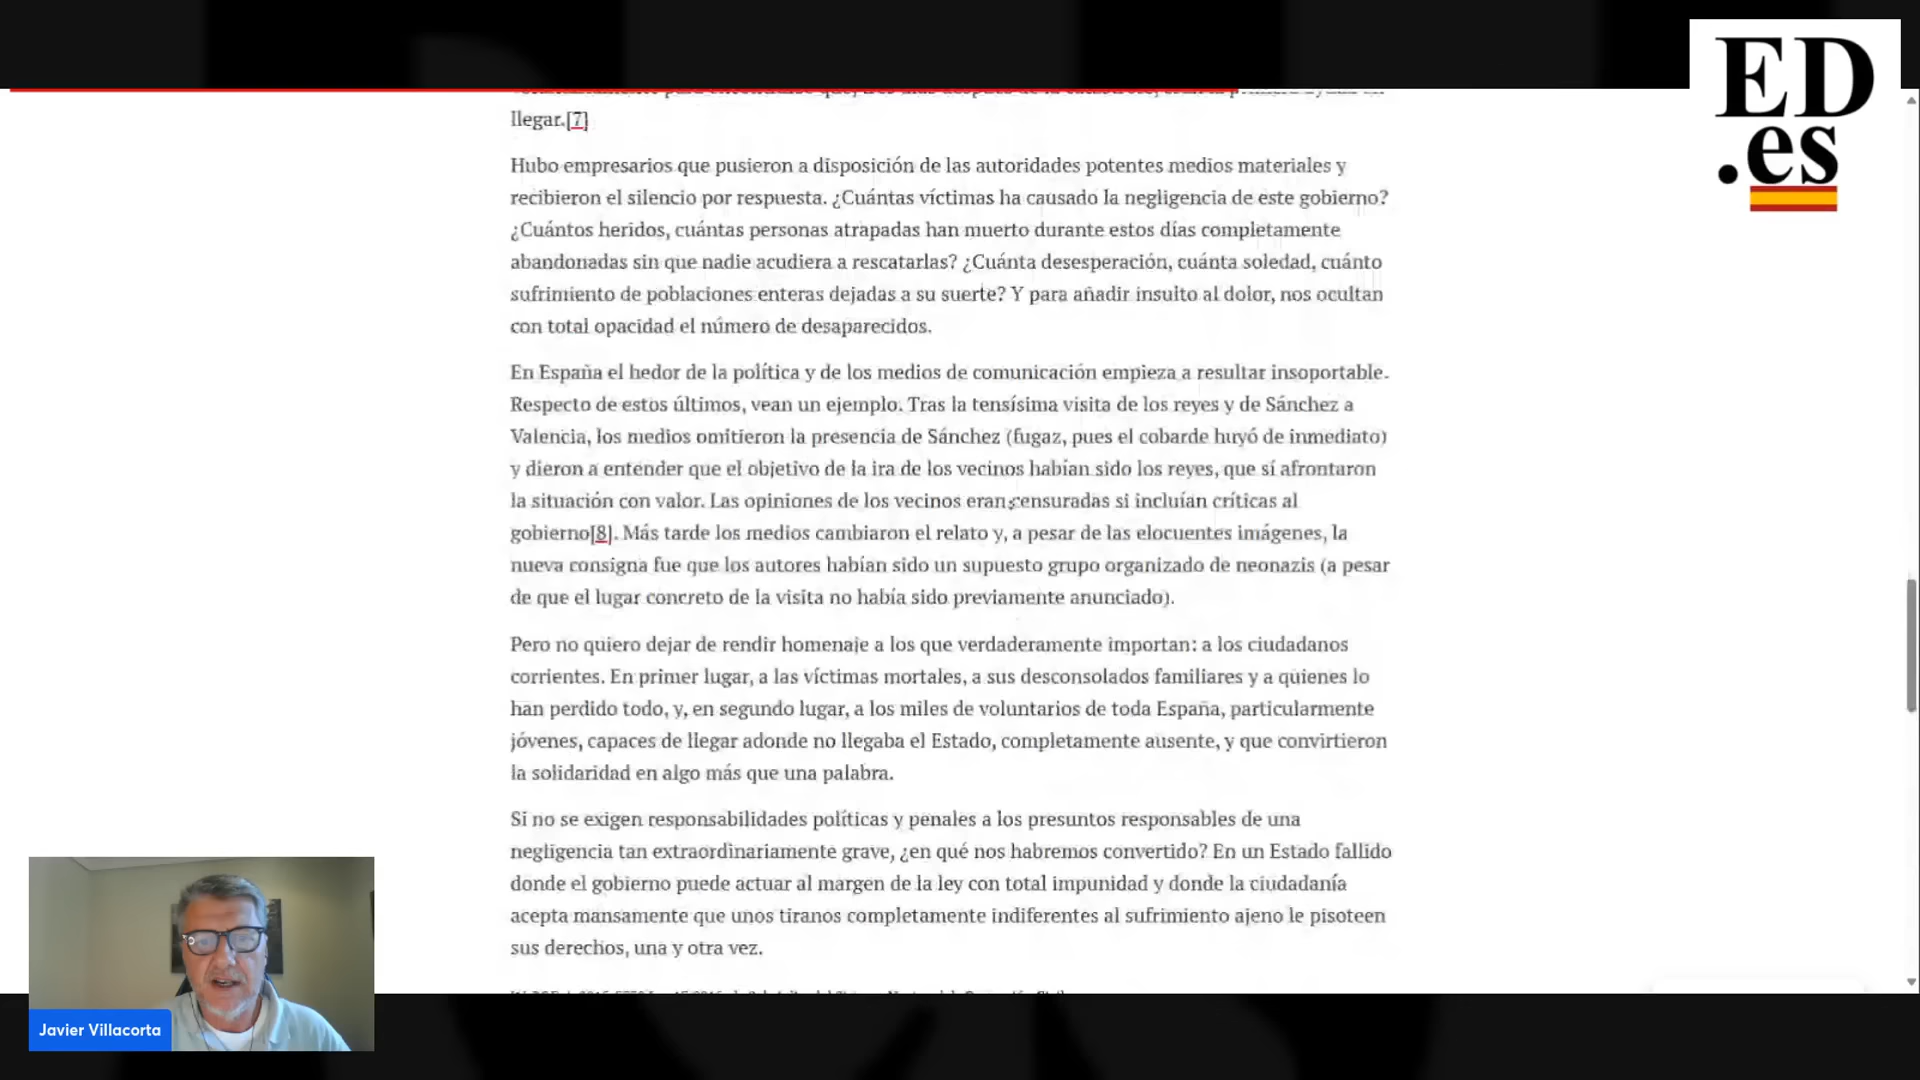 ED
.es
llegar.[7]
Hubo empresarios que pusieron a disposición de las autoridades potentes medios materiales y
recibieron el silencio por respuesta. ¿Cuántas víctimas ha causado la negligencia de este gobierno?
¿Cuántos heridos, cuántas personas atrapadas han muerto durante estos días completamente
abandonadas sin que nadie acudiera a rescatarlas? ¿Cuánta desesperación, cuánta soledad, cuánto
sufrimiento de poblaciones enteras dejadas a su suerte? Y para añadir insulto al dolor, nos ocultan
con total opacidad el número de desaparecidos.
En España el hedor de la política y de los medios de comunicación empieza a resultar insoportable.
Respecto de estos últimos, vean un ejemplo. Tras la tensísima visita de los reyes y de Sánchez a
Valencia, los medios omitieron la presencia de Sánchez (fugaz, pues el cobarde huyó de inmediato)
y dieron a entender que el objetivo de la ira de los vecinos habían sido los reyes, que sí afrontaron
la situación con valor. Las opiniones de los vecinos eran censuradas si incluían críticas al
gobierno[8]. Más tarde los medios cambiaron el relato y, a pesar de las elocuentes imágenes, la
nueva consigna fue que los autores habían sido un supuesto grupo organizado de neonazis (a pesar
de que el lugar concreto de la visita no había sido previamente anunciado).
Pero no quiero dejar de rendir homenaje a los que verdaderamente importan: a los ciudadanos
corrientes. En primer lugar, a las víctimas mortales, a sus desconsolados familiares y a quienes lo
han perdido todo, y, en segundo lugar, a los miles de voluntarios de toda España, particularmente
jóvenes, capaces de llegar adonde no llegaba el Estado, completamente ausente, y que convirtieron
la solidaridad en algo más que una palabra.
Si no se exigen responsabilidades políticas y penales a los presuntos responsables de una
negligencia tan extraordinariamente grave, ¿en qué nos habremos convertido? En un Estado fallido
donde el gobierno puede actuar al margen de la ley con total impunidad y donde la ciudadanía
acepta mansamente que unos tiranos completamente indiferentes al sufrimiento ajeno le pisoteen
sus derechos, una y otra vez.
Javier Villacorta